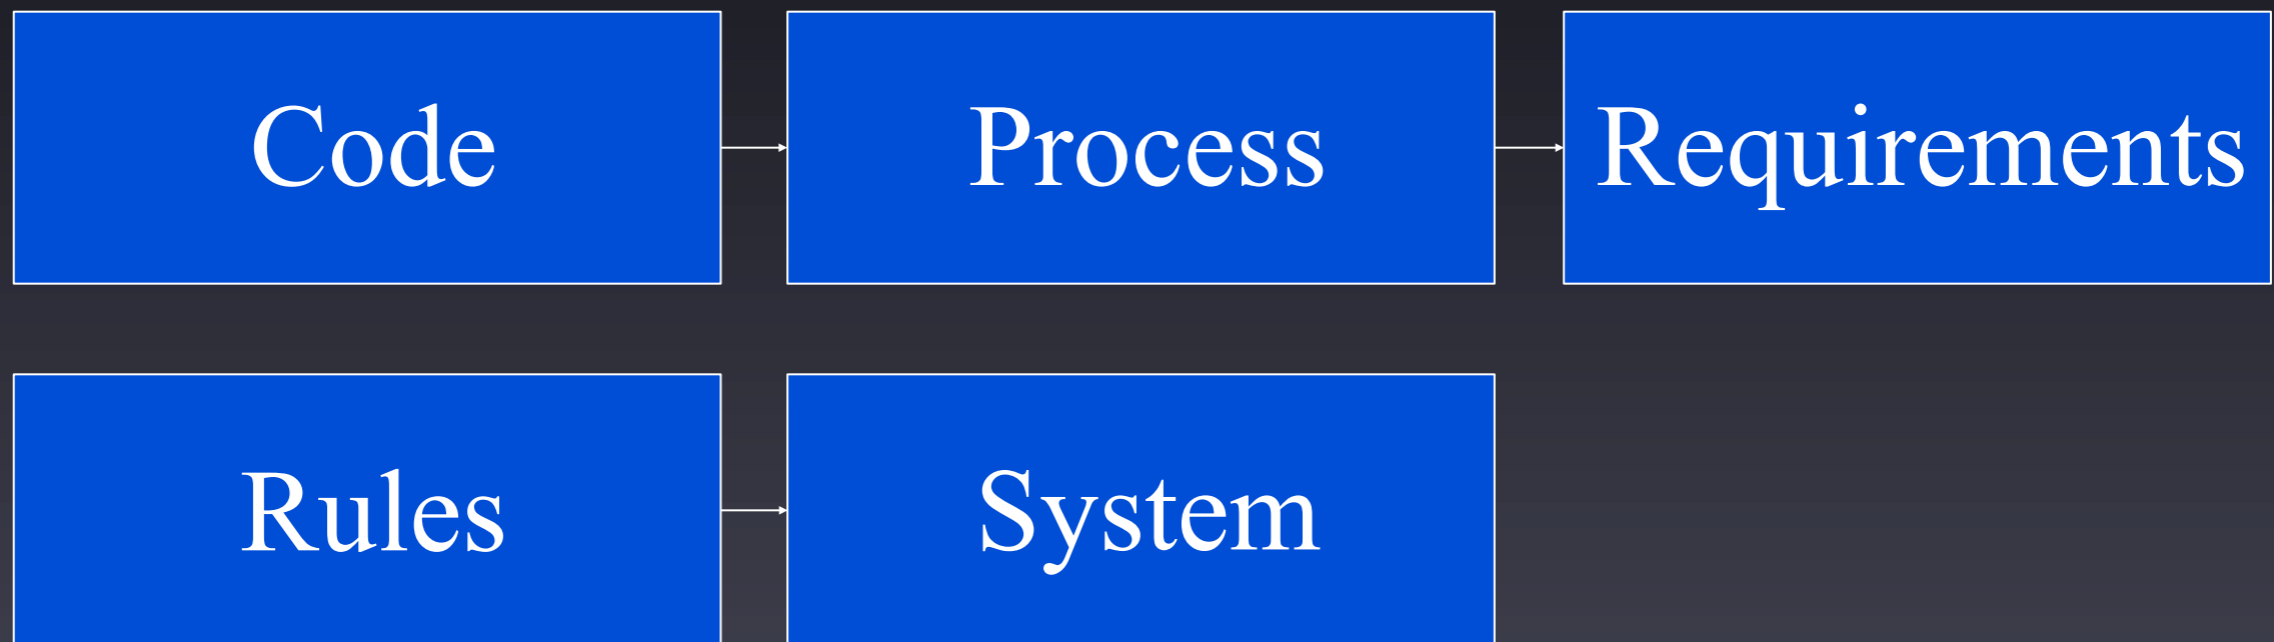 Code
Process
Requirements
Rules
System